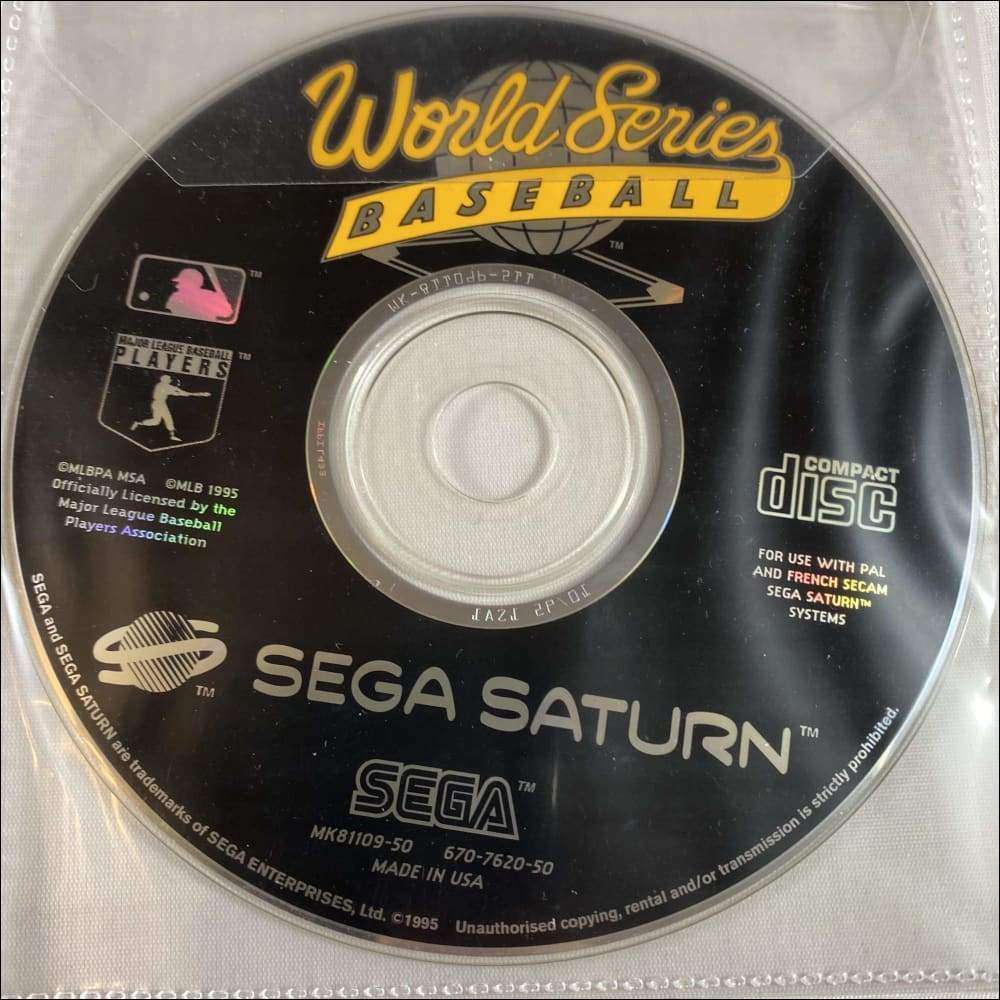 World Series
BASEBALL
TM
TM
MAJOR LEAGUE BASEBALL
PLAYERS
TM
©MLBPA MSA ©MLB 1995
Officially Licensed by the
Major League Baseball
Players Association
COMPACT
disc
FOR USE WITH PAL
AND FRENCH SECAM
SEGA SATURN™
SYSTEMS
TM
SEGA SATURN™
SEGA™
MK81109-50 670-7620-50
MADE IN USA
SEGA and SEGA SATURN are trademarks of SEGA ENTERPRISES, Ltd. ©1995 Unauthorised copying, rental and/or transmission is strictly prohibited.